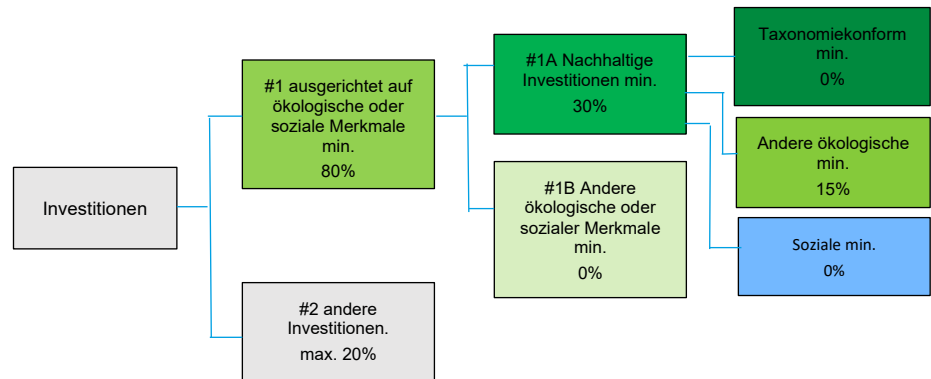 Investitionen
#1 ausgerichtet auf
ökologische oder
soziale Merkmale
min.
80%
#2 andere
Investitionen.
max. 20%
#1A Nachhaltige
Investitionen min.
30%
#1B Andere
ökologische oder
sozialer Merkmale
min.
0%
Taxonomiekonform
min.
0%
Andere ökologische
min.
15%
Soziale min.
0%